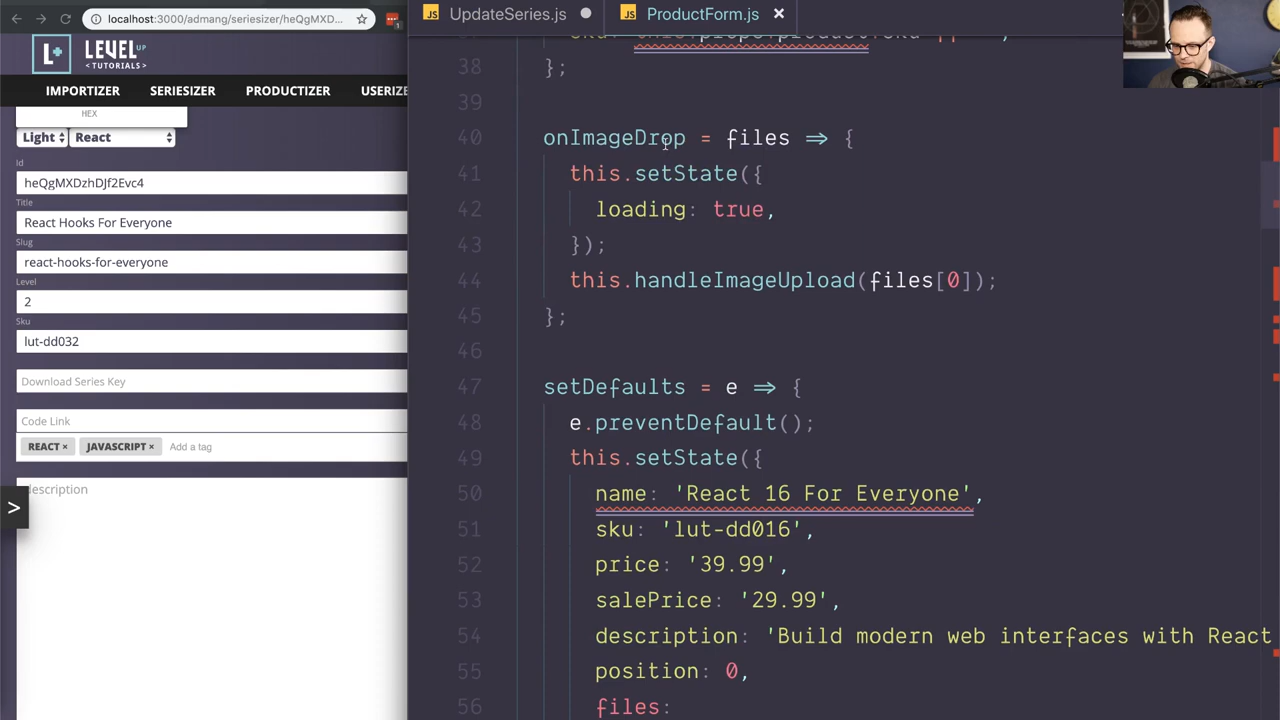 localhost:3000/admang/seriesizer/heQgMXD...
LEVEL UP
< TUTORIALS >
IMPORTIZER SERIESIZER PRODUCTIZER USERIZE
HEX
Light React
Id
heQgMXDzhDJf2Evc4
Title
React Hooks For Everyone
Slug
react-hooks-for-everyone
Level
2
Sku
lut-dd032
Download Series Key
Code Link
REACT × JAVASCRIPT × Add a tag
description
>
UpdateSeries.js
ProductForm.js ×
38 };
39
40 onImageDrop = files => {
41 this.setState({
42 loading: true,
43 });
44 this.handleImageUpload(files[0]);
45 };
46
47 setDefaults = e => {
48 e.preventDefault();
49 this.setState({
50 name: 'React 16 For Everyone',
51 sku: 'lut-dd016',
52 price: '39.99',
53 salePrice: '29.99',
54 description: 'Build modern web interfaces with React
55 position: 0,
56 files: